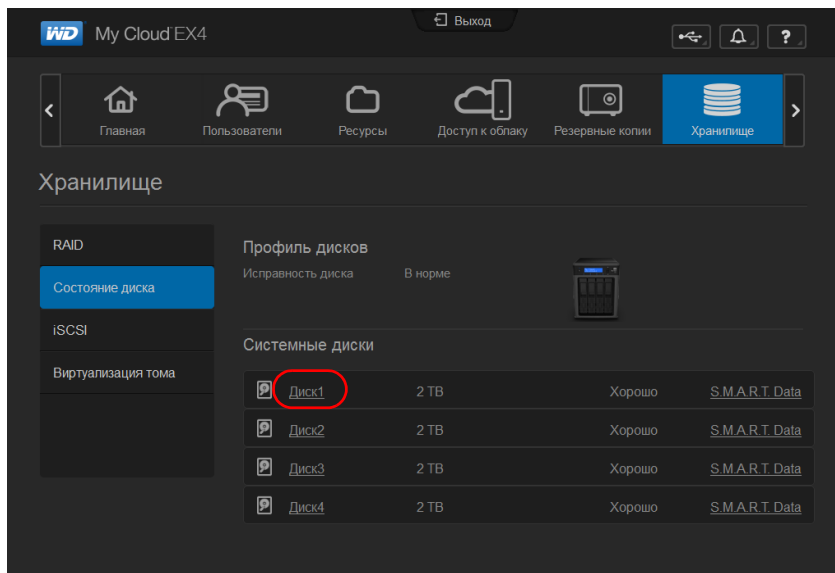 WD My Cloud EX4
Выход
?
Главная
Пользователи
Ресурсы
Доступ к облаку
Резервные копии
Хранилище
Хранилище
RAID
Состояние диска
iSCSI
Виртуализация тома
Профиль дисков
Исправность диска В норме
Системные диски
Диск1 2 TB Хорошо S.M.A.R.T. Data
Диск2 2 TB Хорошо S.M.A.R.T. Data
Диск3 2 TB Хорошо S.M.A.R.T. Data
Диск4 2 TB Хорошо S.M.A.R.T. Data